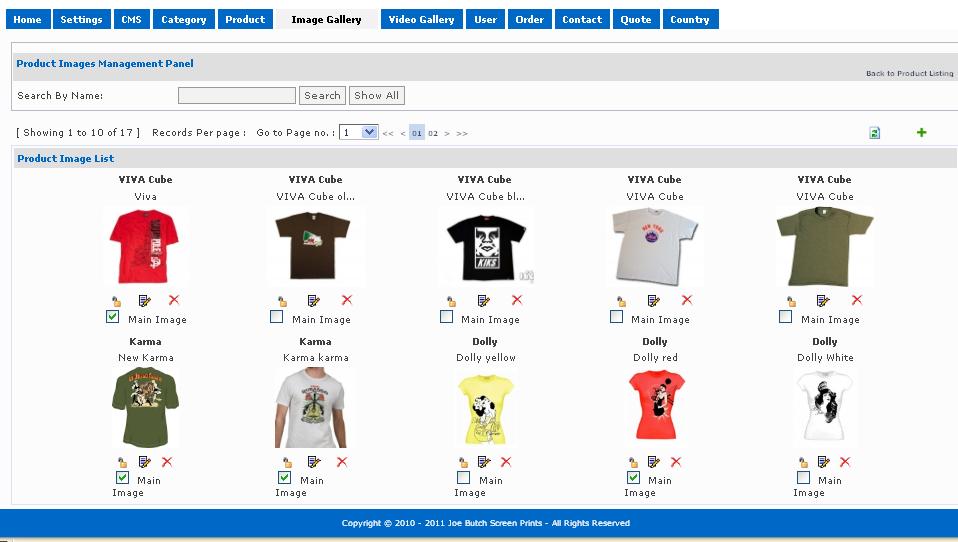 Home Settings CMS Category Product Image Gallery Video Gallery User Order Contact Quote Country
Product Images Management Panel
Back to Product Listing
Search By Name: Search Show All
[ Showing 1 to 10 of 17 ] Records Per page : Go to Page no. : 1 << < 01 02 > >>
Product Image List
VIVA Cube VIVA Cube VIVA Cube VIVA Cube VIVA Cube
Viva VIVA Cube ol... VIVA Cube bl... VIVA Cube VIVA Cube
NEW YORK
KIKS
Main Image Main Image Main Image Main Image Main Image
Karma Karma Dolly Dolly Dolly
New Karma Karma karma Dolly yellow Dolly red Dolly White
Main Main Main Main Main
Image Image Image Image Image
Copyright © 2010 - 2011 Joe Butch Screen Prints - All Rights Reserved